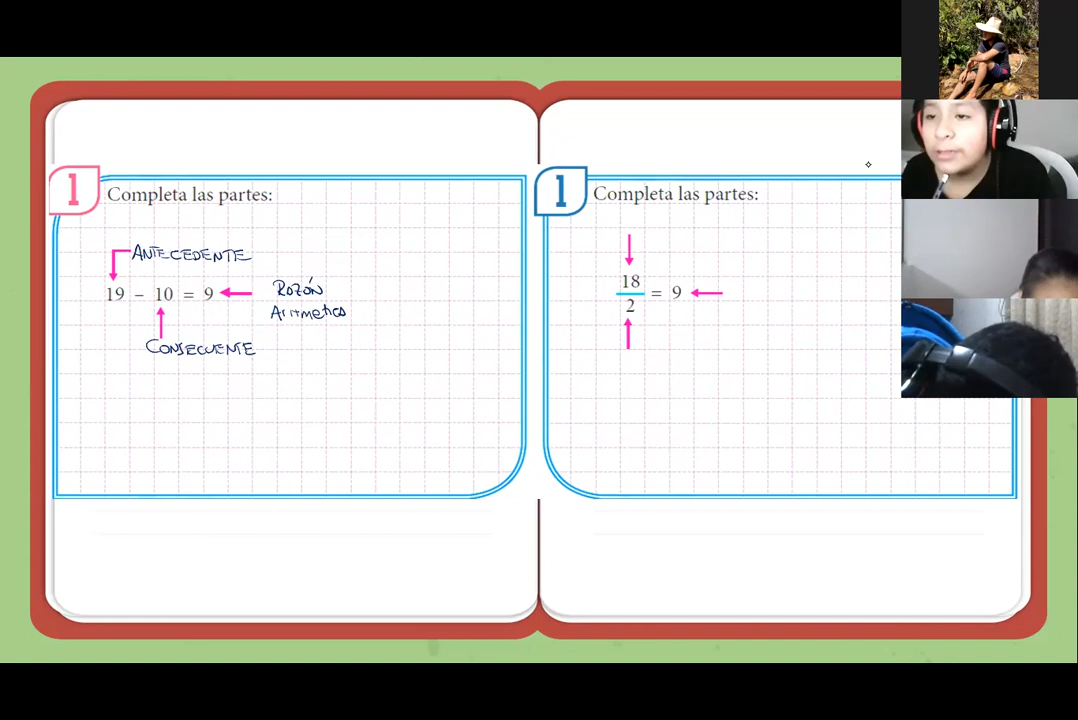 1 Completa las partes:
ANTECEDENTE
19 - 10 = 9
Razón
Aritmetica
CONSECUENTE
1 Completa las partes:
18
2
= 9